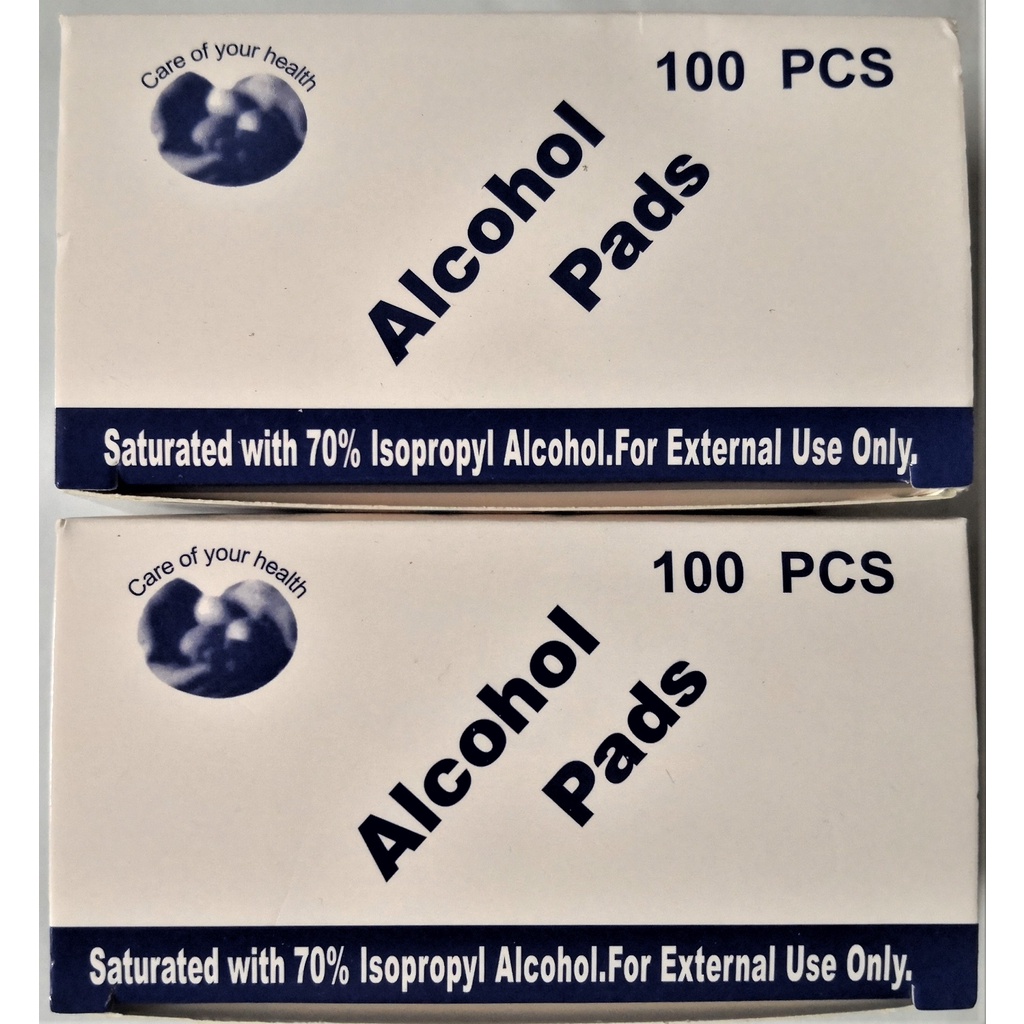 Care of your health
100 PCS
Alcohol
Pads
Saturated with 70% Isopropyl Alcohol.For External Use Only.
Care of your health
100 PCS
Alcohol
Pads
Saturated with 70% Isopropyl Alcohol.For External Use Only.